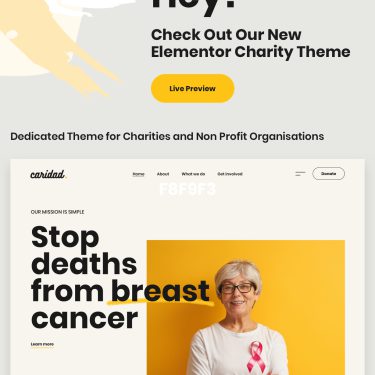 Hey!
Check Out Our New
Elementor Charity Theme
Live Preview
Dedicated Theme for Charities and Non Profit Organisations
caridad.
Home About What we do Get Involved
Donate
F8F9F3
OUR MISSION IS SIMPLE
Stop
deaths
from breast
cancer
Learn more